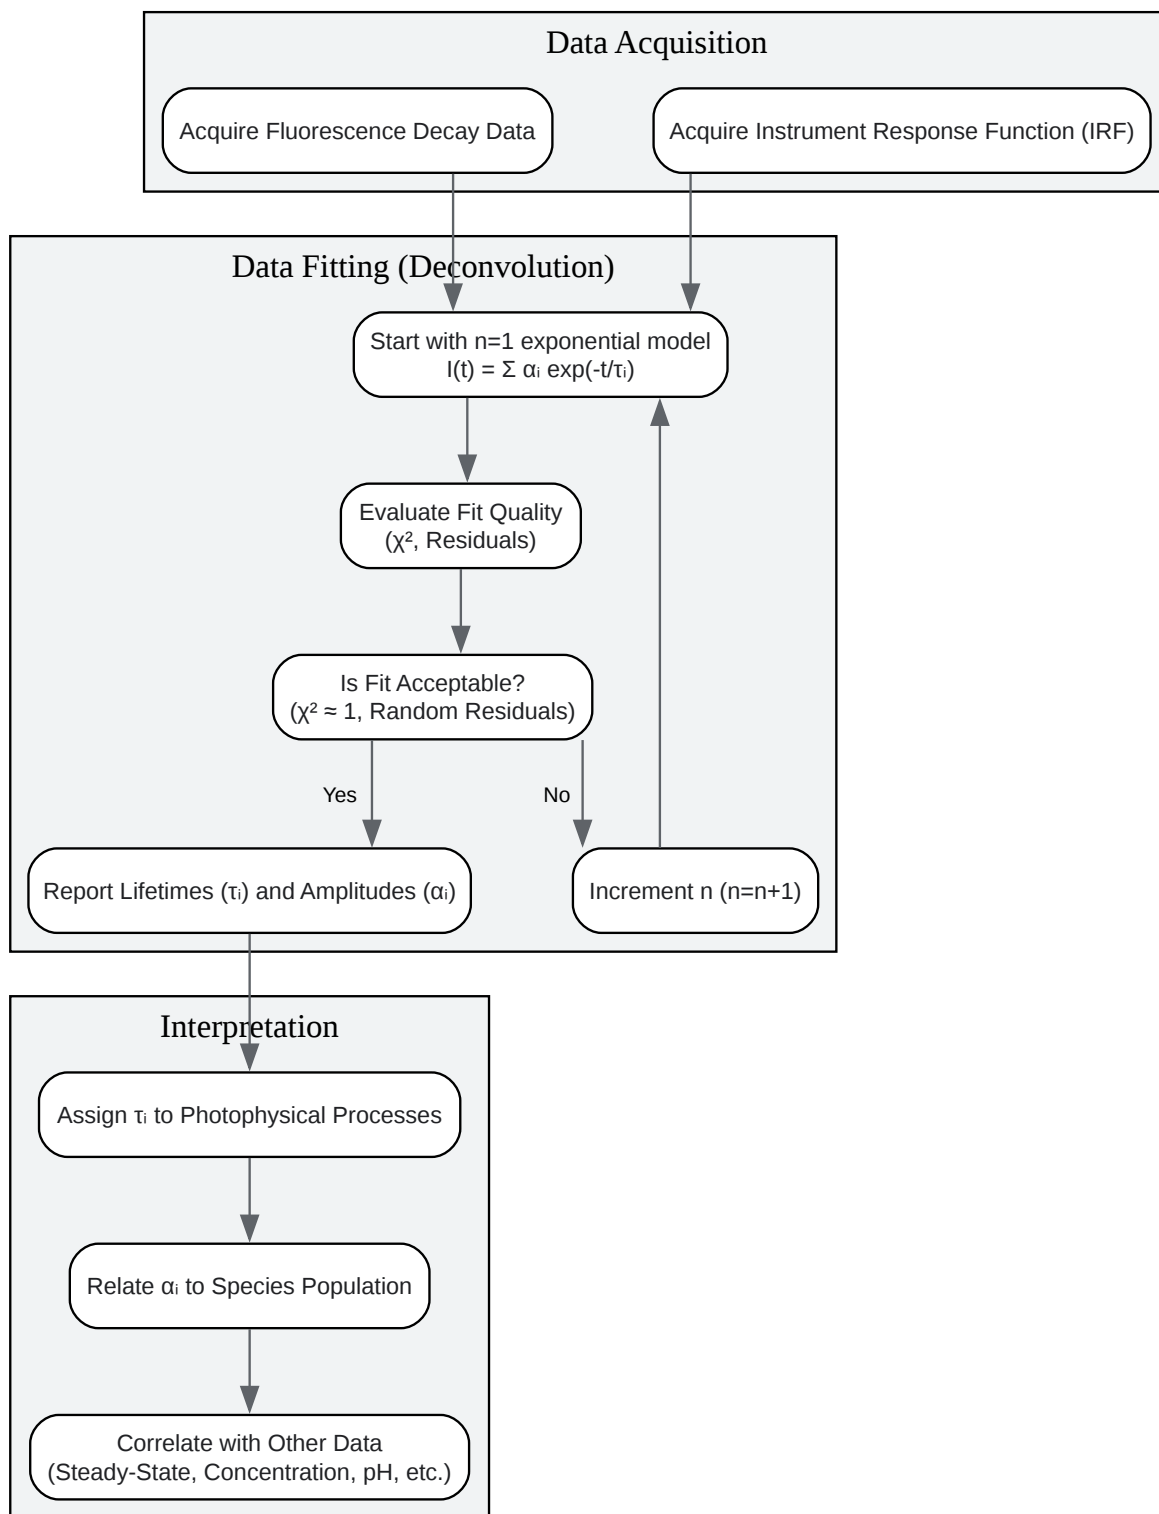 Data Acquisition
Acquire Fluorescence Decay Data
Acquire Instrument Response Function (IRF)
Data Fitting (Deconvolution)
Start with n=1 exponential model
I(t) = Σ αᵢ exp(-t/τᵢ)
Evaluate Fit Quality
(χ², Residuals)
Is Fit Acceptable?
(χ² ≈ 1, Random Residuals)
Yes
No
Report Lifetimes (τᵢ) and Amplitudes (αᵢ)
Increment n (n=n+1)
Interpretation
Assign τᵢ to Photophysical Processes
Relate αᵢ to Species Population
Correlate with Other Data
(Steady-State, Concentration, pH, etc.)